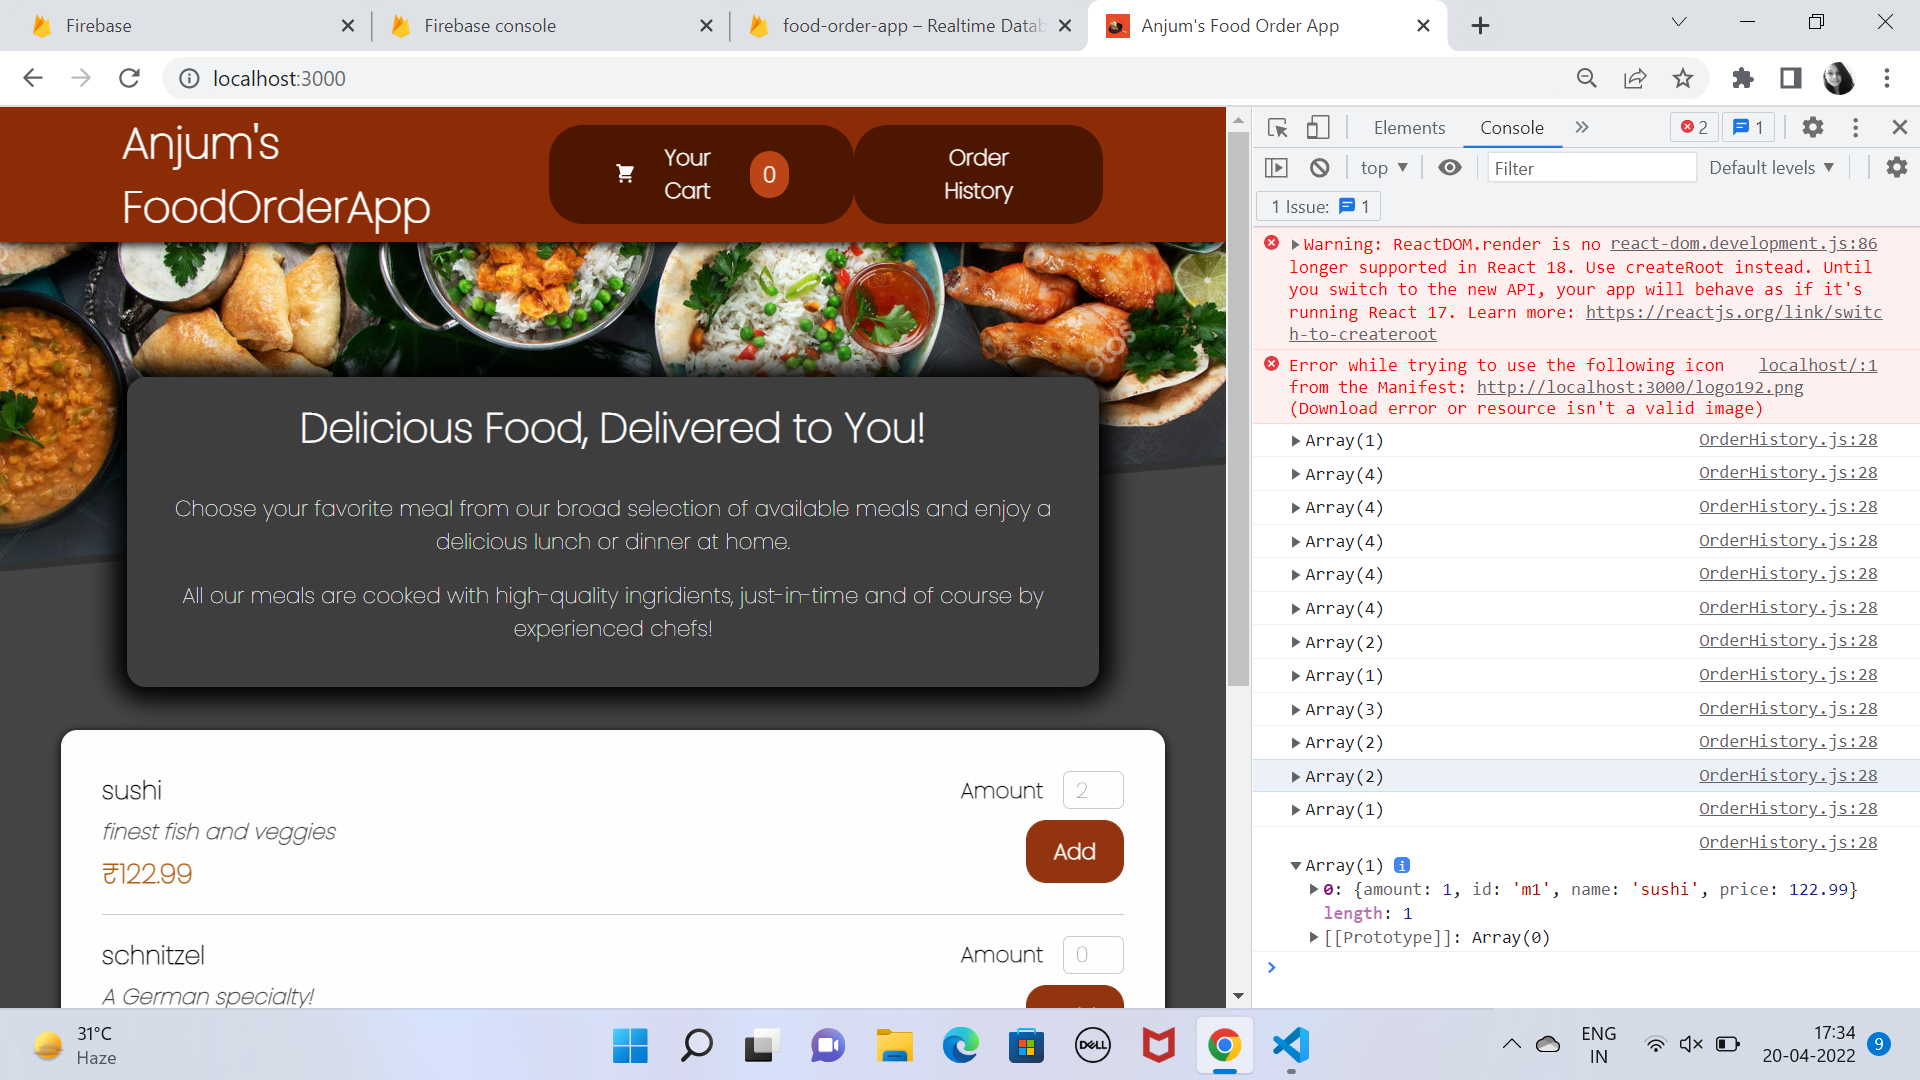 Firebase
Firebase console
food-order-app – Realtime Datab
Anjum's Food Order App
localhost:3000
Anjum's
FoodOrderApp
Your
Cart
0
Order
History
Delicious Food, Delivered to You!
Choose your favorite meal from our broad selection of available meals and enjoy a
delicious lunch or dinner at home.
All our meals are cooked with high-quality ingridients, just-in-time and of course by
experienced chefs!
sushi
finest fish and veggies
₹122.99
Amount 2
Add
schnitzel
A German specialty!
Amount 0
Elements
Console
2
1
top
Filter
Default levels
1 Issue: 1
Warning: ReactDOM.render is no react-dom.development.js:86
longer supported in React 18. Use createRoot instead. Until
you switch to the new API, your app will behave as if it's
running React 17. Learn more: https://reactjs.org/link/switc
h-to-createroot
Error while trying to use the following icon localhost/:1
from the Manifest: http://localhost:3000/logo192.png
(Download error or resource isn't a valid image)
Array(1) OrderHistory.js:28
Array(4) OrderHistory.js:28
Array(4) OrderHistory.js:28
Array(4) OrderHistory.js:28
Array(4) OrderHistory.js:28
Array(4) OrderHistory.js:28
Array(2) OrderHistory.js:28
Array(1) OrderHistory.js:28
Array(3) OrderHistory.js:28
Array(2) OrderHistory.js:28
Array(2) OrderHistory.js:28
Array(1) OrderHistory.js:28
OrderHistory.js:28
Array(1) i
0: {amount: 1, id: 'm1', name: 'sushi', price: 122.99}
length: 1
[[Prototype]]: Array(0)
31°C
Haze
DELL
ENG
IN
17:34
20-04-2022
9